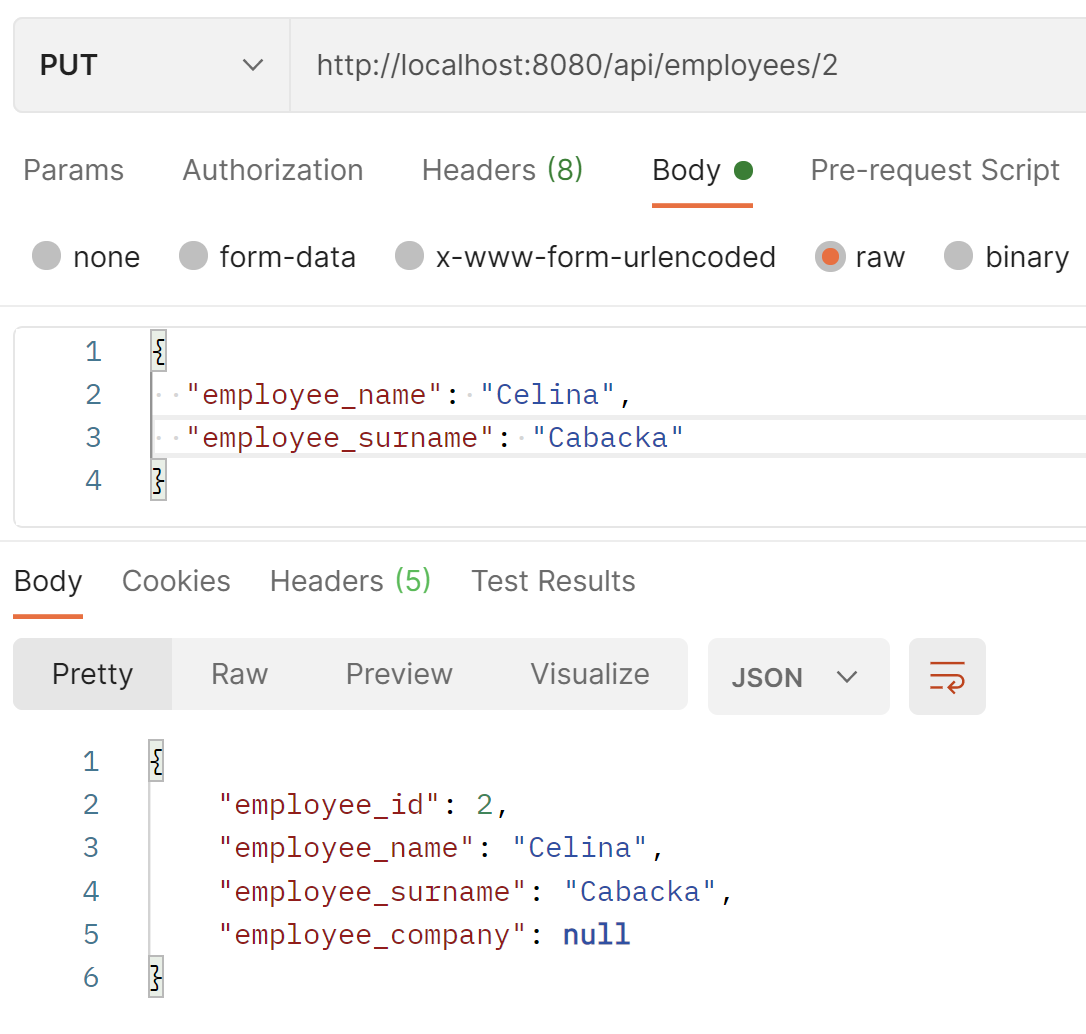 PUT http://localhost:8080/api/employees/2
Params Authorization Headers (8) Body Pre-request Script
none form-data x-www-form-urlencoded raw binary
1 {
2 "employee_name": "Celina",
3 "employee_surname": "Cabacka"
4 }
Body Cookies Headers (5) Test Results
Pretty Raw Preview Visualize JSON
1 {
2 "employee_id": 2,
3 "employee_name": "Celina",
4 "employee_surname": "Cabacka",
5 "employee_company": null
6 }